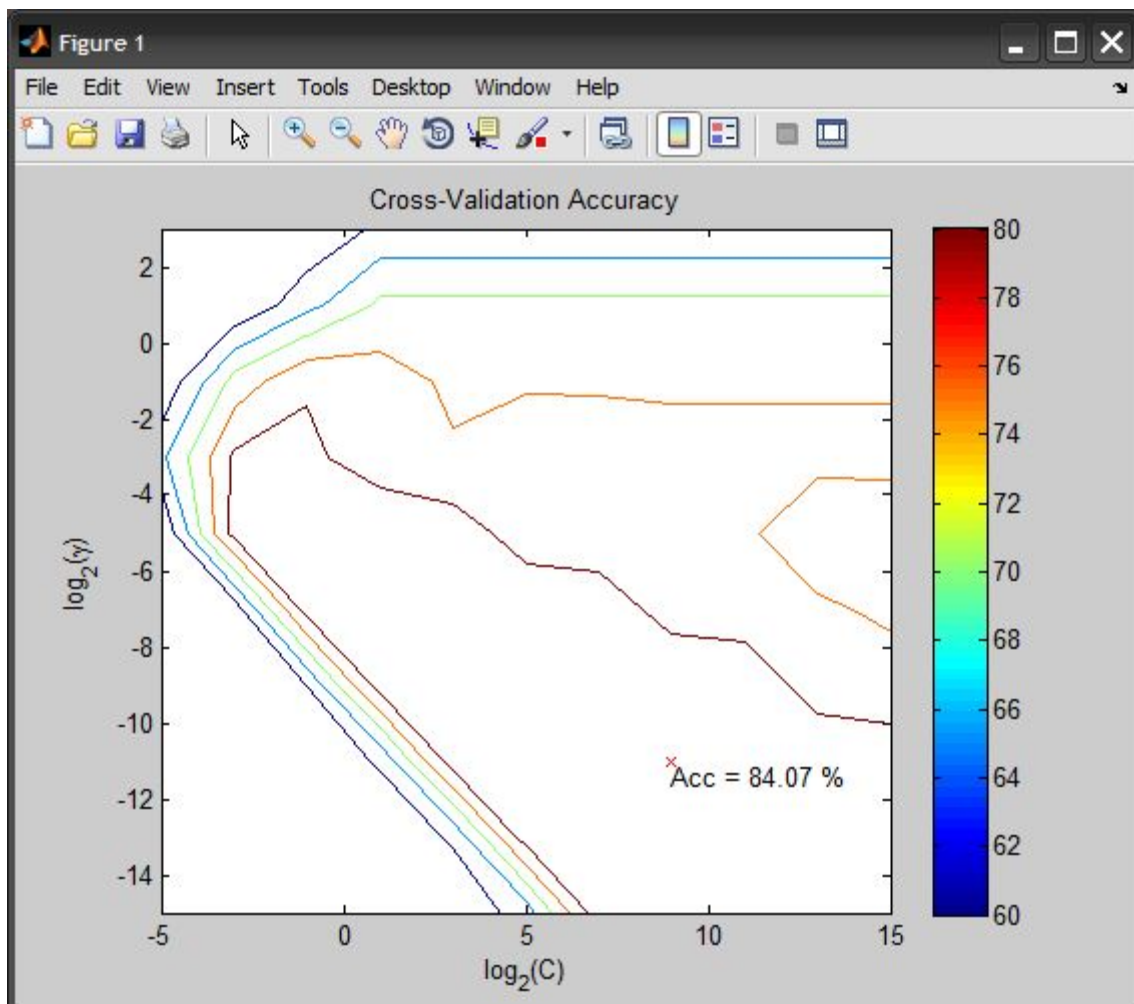 Figure 1
File Edit View Insert Tools Desktop Window Help
Cross-Validation Accuracy
2
0
-2
-4
-6
-8
-10
-12
-14
log2(γ)
-5 0 5 10 15
log2(C)
Acc = 84.07 %
80
78
76
74
72
70
68
66
64
62
60